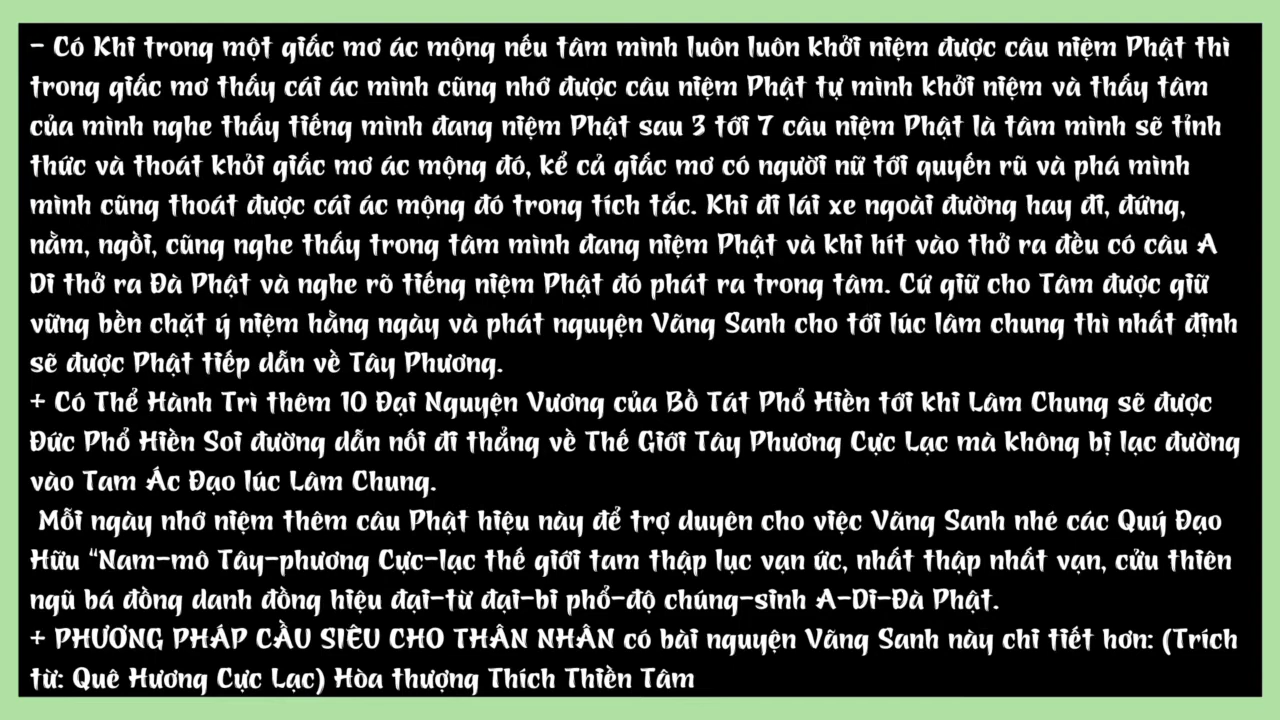 - Có Khi trong một giấc mơ ác mộng nếu tâm mình luôn luôn khởi niệm được câu niệm Phật thì
trong giấc mơ thấy cái ác mình cũng nhớ được câu niệm Phật tự mình khởi niệm và thấy tâm
của mình nghe thấy tiếng mình đang niệm Phật sau 3 tới 7 câu niệm Phật là tâm mình sẽ tỉnh
thức và thoát khỏi giấc mơ ác mộng đó, kể cả giấc mơ có người nữ tới quyến rũ và phá mình
mình cũng thoát được cái ác mộng đó trong tích tắc. Khi đi lái xe ngoài đường hay đi, đứng,
nằm, ngồi, cũng nghe thấy trong tâm mình đang niệm Phật và khi hít vào thở ra đều có câu A
Di thở ra Đà Phật và nghe rõ tiếng niệm Phật đó phát ra trong tâm. Cứ giữ cho Tâm được giữ
vững bền chặt ý niệm hằng ngày và phát nguyện Vãng Sanh cho tới lúc lâm chung thì nhất định
sẽ được Phật tiếp dẫn về Tây Phương.
+ Có Thể Hành Trì thêm 10 Đại Nguyện Vương của Bồ Tát Phổ Hiền tới khi Lâm Chung sẽ được
Đức Phổ Hiền Soi đường dẫn nối đi thẳng về Thế Giới Tây Phương Cực Lạc mà không bị lạc đường
vào Tam Ác Đạo lúc Lâm Chung.
Mỗi ngày nhớ niệm thêm câu Phật hiệu này để trợ duyên cho việc Vãng Sanh nhé các Quý Đạo
Hữu "Nam-mô Tây-phương Cực-lạc thế giới tam thập lục vạn ức, nhất thập nhất vạn, cửu thiên
ngũ bá đồng danh đồng hiệu đại-từ đại-bi phổ-độ chúng-sinh A-Di-Đà Phật.
+ PHƯƠNG PHÁP CẦU SIÊU CHO THÂN NHÂN có bài nguyện Vãng Sanh này chi tiết hơn: (Trích
từ: Quê Hương Cực Lạc) Hòa thượng Thích Thiền Tâm